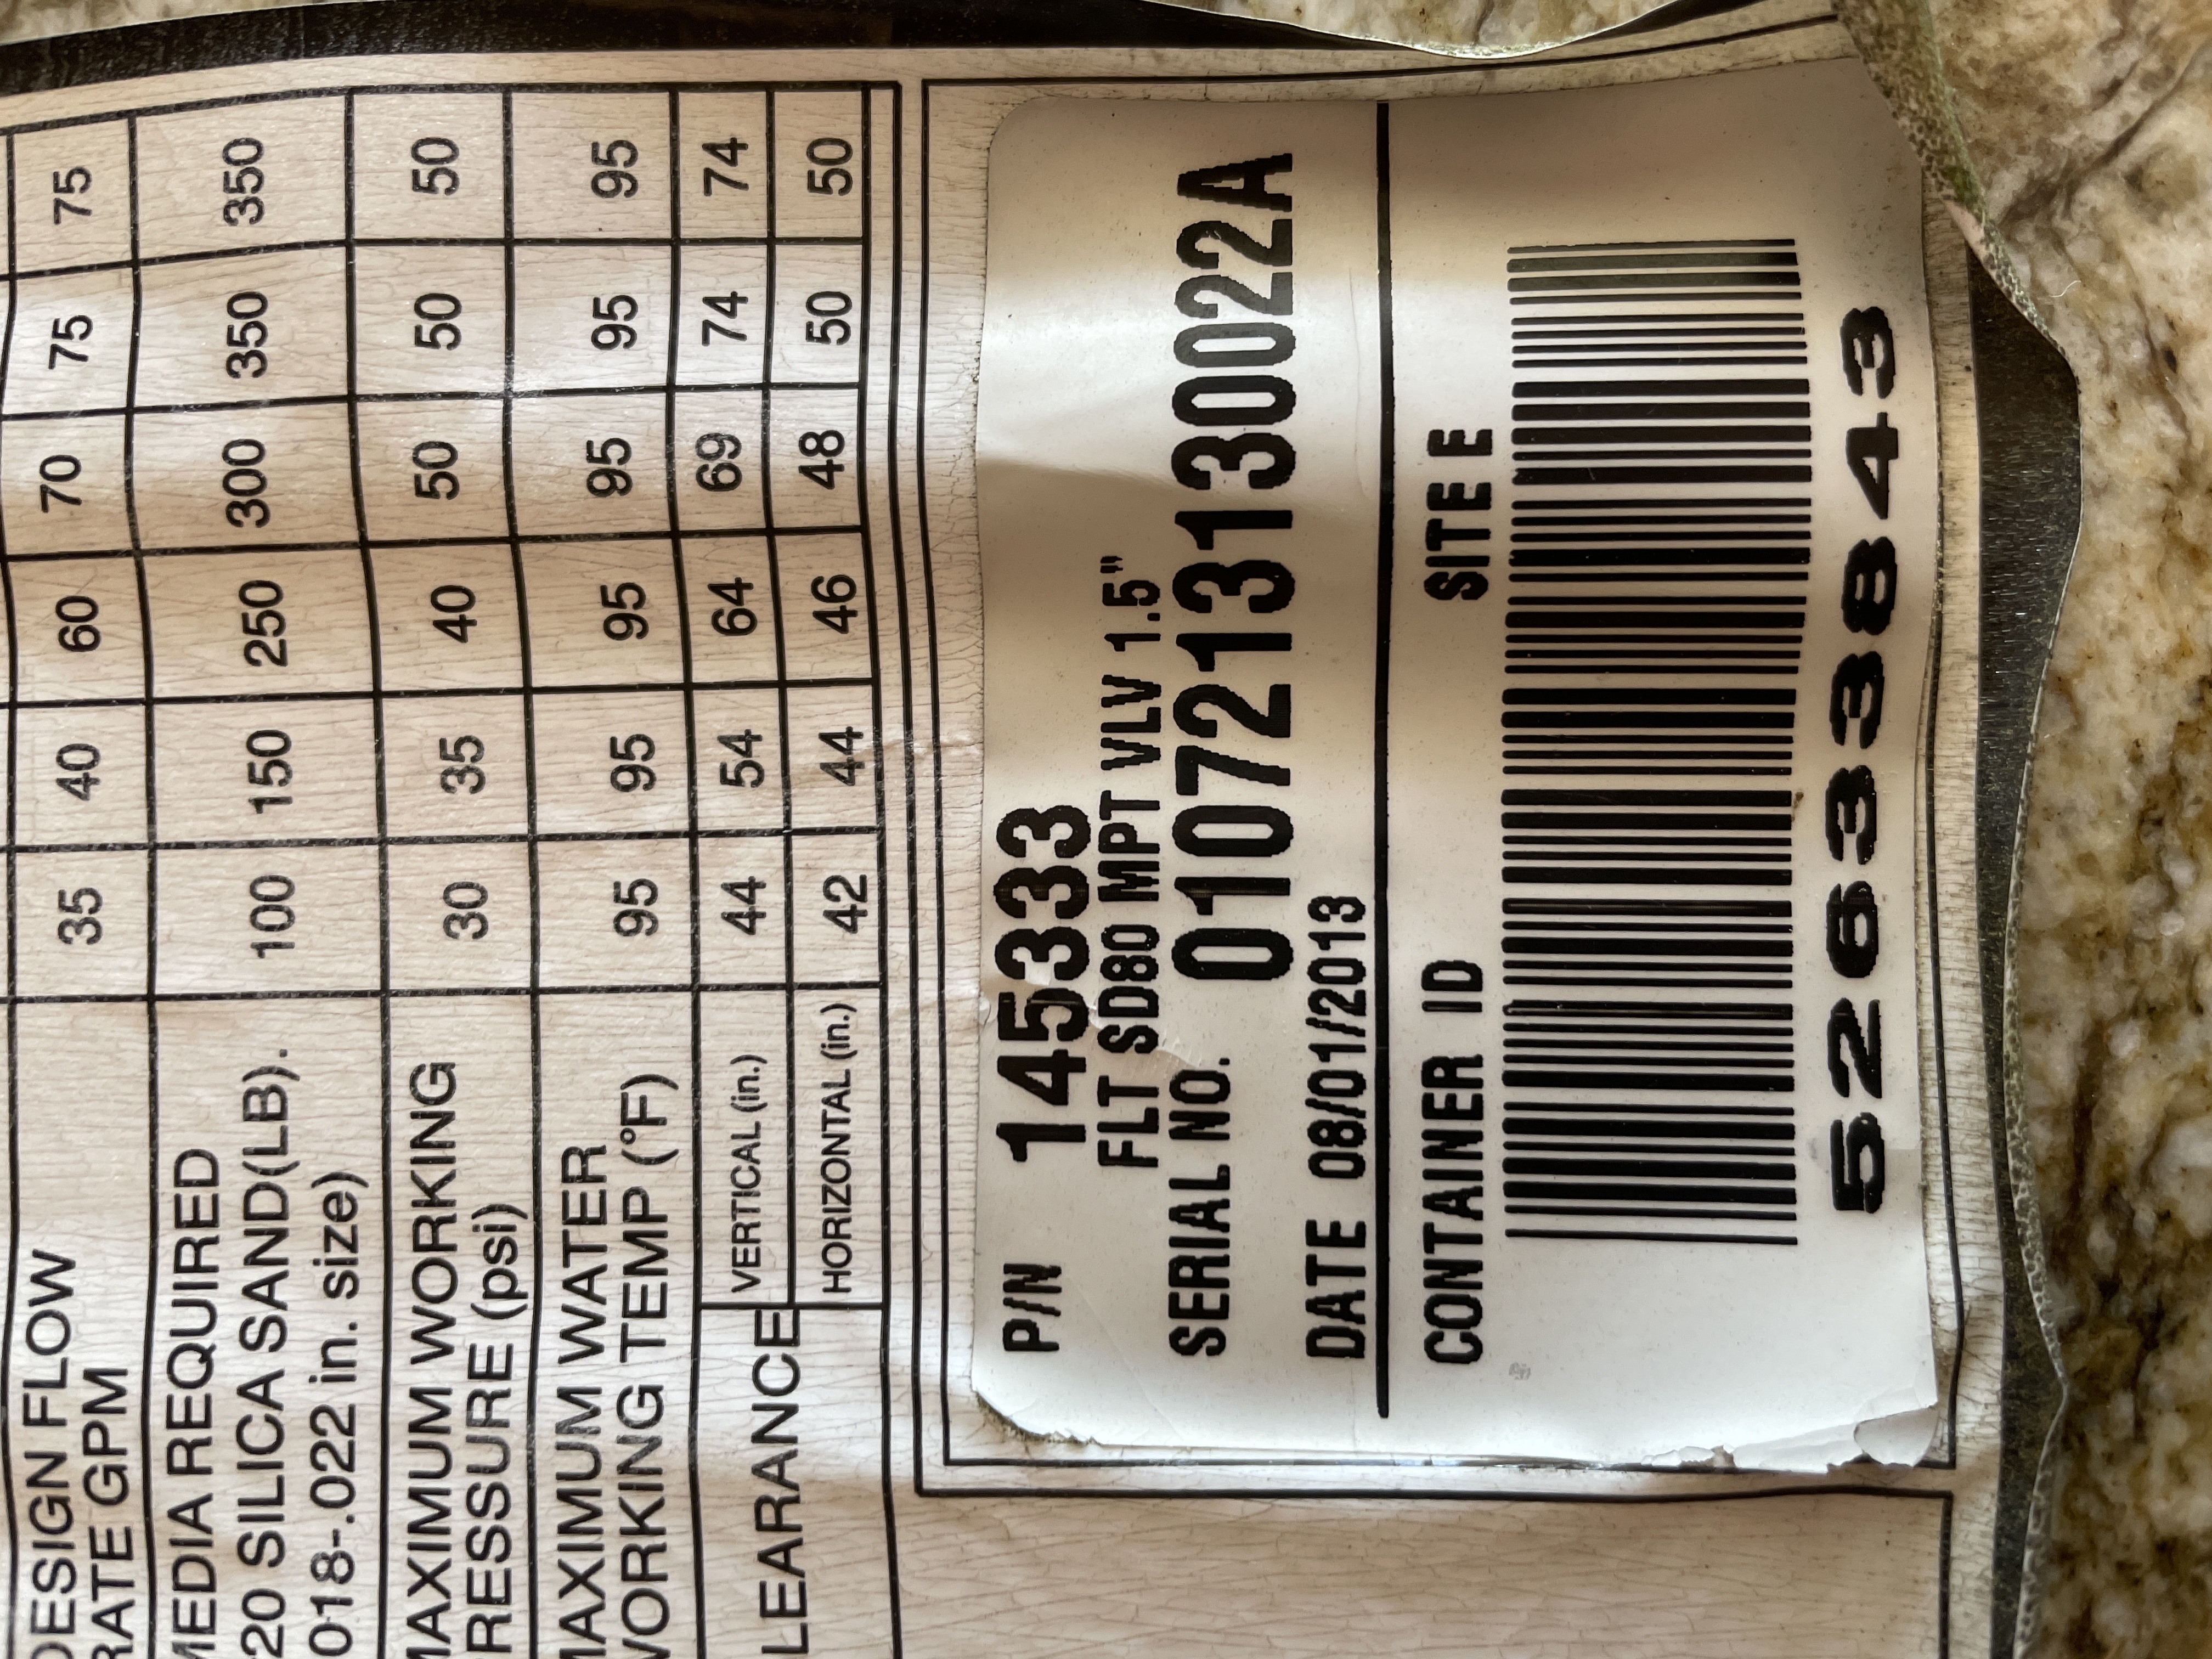 DESIGN FLOW
RATE GPM 35 40 60 70 75 75
MEDIA REQUIRED
20 SILICA SAND(LB).
018-.022 in. size) 100 150 250 300 350 350
MAXIMUM WORKING
RESSURE (psi) 30 35 40 50 50 50
MAXIMUM WATER
WORKING TEMP (°F) 95 95 95 95 95 95
LEARANCE
VERTICAL (in.) 44 54 64 69 74 74
HORIZONTAL (in.) 42 44 46 48 50 50
P/N 145333
FLT SD80 MPT VLV 1.5"
SERIAL NO. 0107213130022A
DATE 08/01/2013
CONTAINER ID SITE E
52633843